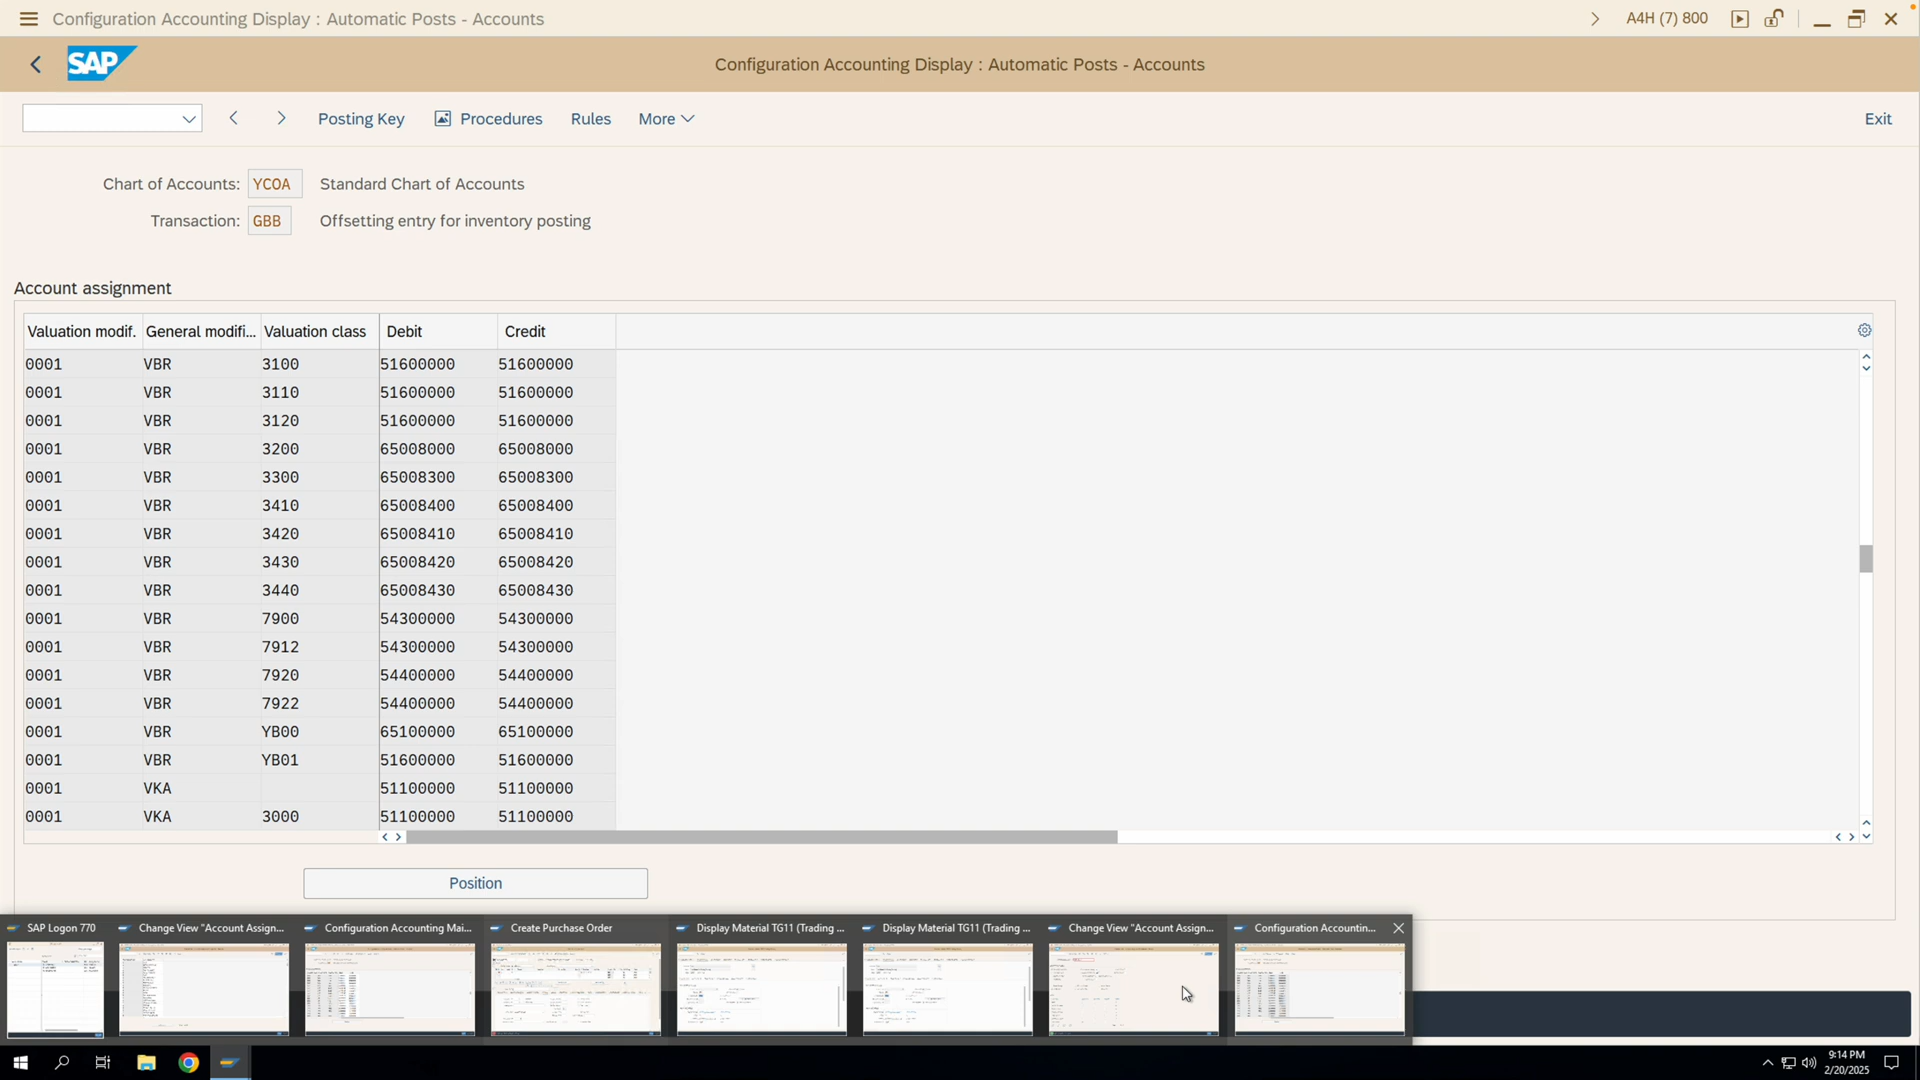 Configuration Accounting Display : Automatic Posts - Accounts
A4H (7) 800
SAP
Configuration Accounting Display : Automatic Posts - Accounts
Posting Key Procedures Rules More Exit
Chart of Accounts: YCOA Standard Chart of Accounts
Transaction: GBB Offsetting entry for inventory posting
Account assignment
Valuation modif. General modifi... Valuation class Debit Credit
0001 VBR 3100 51600000 51600000
0001 VBR 3110 51600000 51600000
0001 VBR 3120 51600000 51600000
0001 VBR 3200 65008000 65008000
0001 VBR 3300 65008300 65008300
0001 VBR 3410 65008400 65008400
0001 VBR 3420 65008410 65008410
0001 VBR 3430 65008420 65008420
0001 VBR 3440 65008430 65008430
0001 VBR 7900 54300000 54300000
0001 VBR 7912 54300000 54300000
0001 VBR 7920 54400000 54400000
0001 VBR 7922 54400000 54400000
0001 VBR YB00 65100000 65100000
0001 VBR YB01 51600000 51600000
0001 VKA 51100000 51100000
0001 VKA 3000 51100000 51100000
Position
SAP Logon 770 Change View "Account Assign... Configuration Accounting Mai... Create Purchase Order Display Material TG11 (Trading ... Display Material TG11 (Trading ... Change View "Account Assign... Configuration Accountin...
9:14 PM
2/20/2025